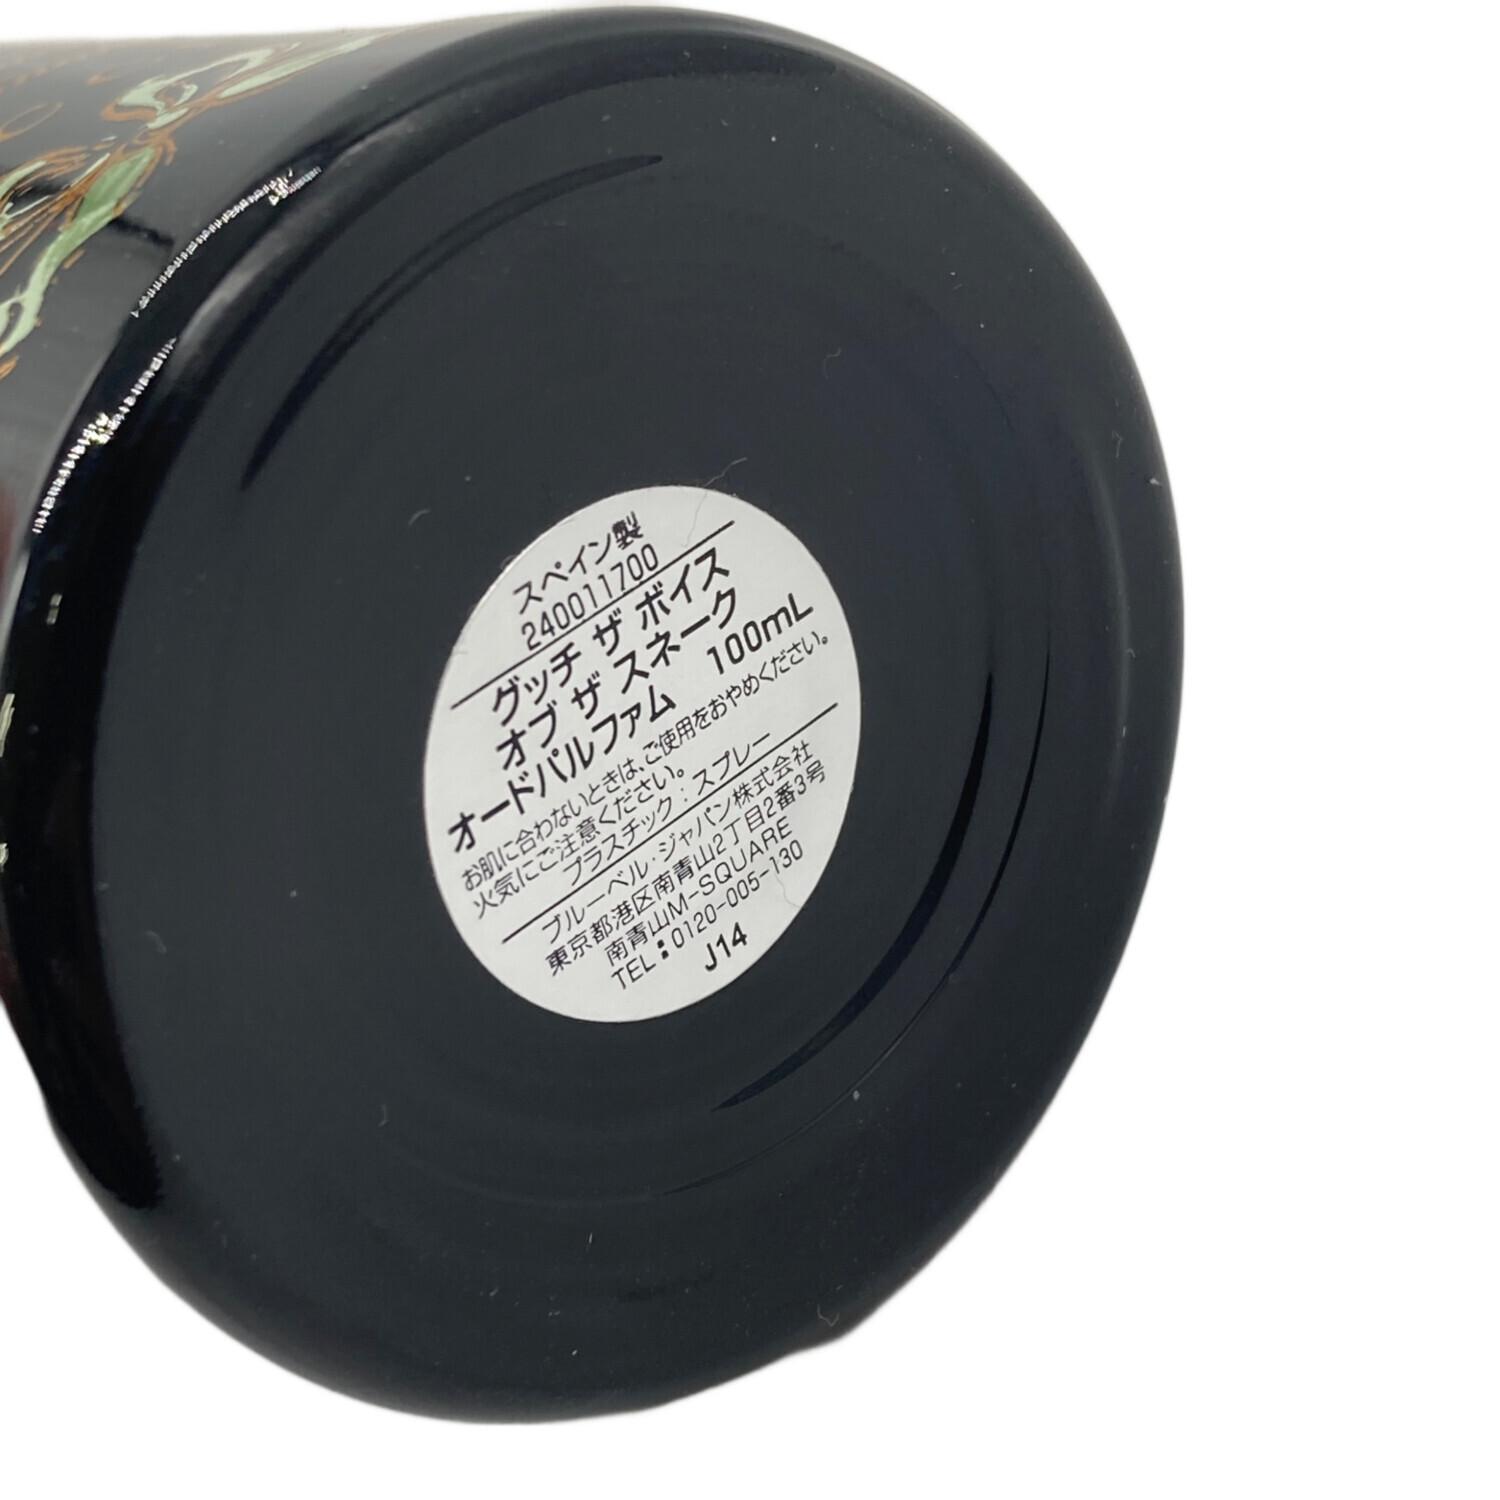 スペイン製
240011700
グッチ ザ ボイス
オブ ザ スネーク
オードパルファム 100mL
お肌に合わないときは、ご使用をおやめください。
火気にご注意ください。
プラスチック：スプレー
ブルーベル・ジャパン株式会社
東京都港区南青山2丁目2番3号
南青山M-SQUARE
TEL：0120-005-130
J14